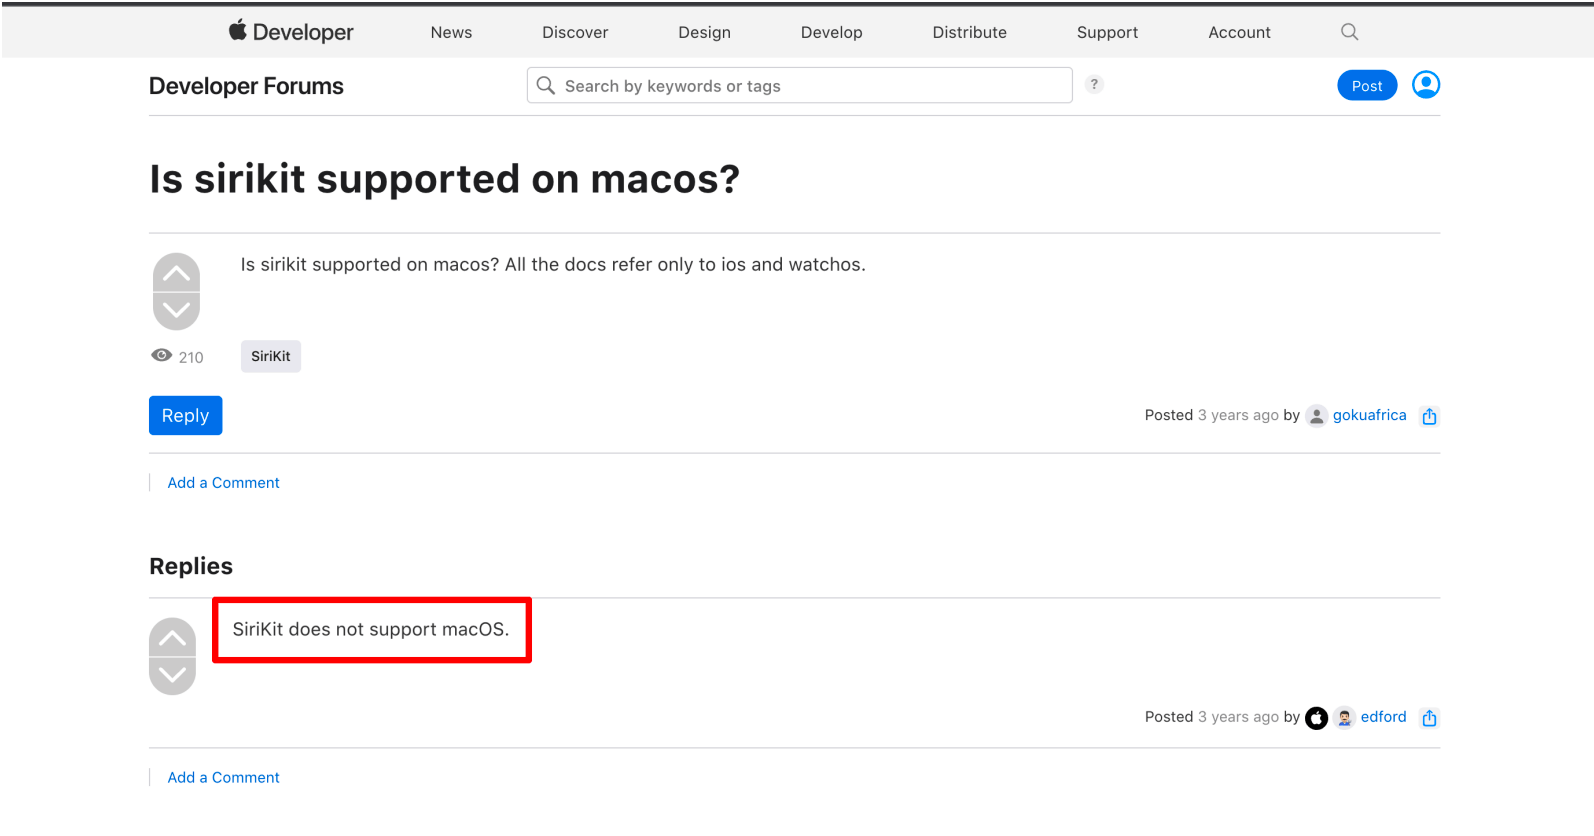 Developer News Discover Design Develop Distribute Support Account
Developer Forums Search by keywords or tags ? Post
Is sirikit supported on macos?
Is sirikit supported on macos? All the docs refer only to ios and watchos.
210 SiriKit
Reply Posted 3 years ago by gokuafrica
Add a Comment
Replies
SiriKit does not support macOS.
Posted 3 years ago by edford
Add a Comment